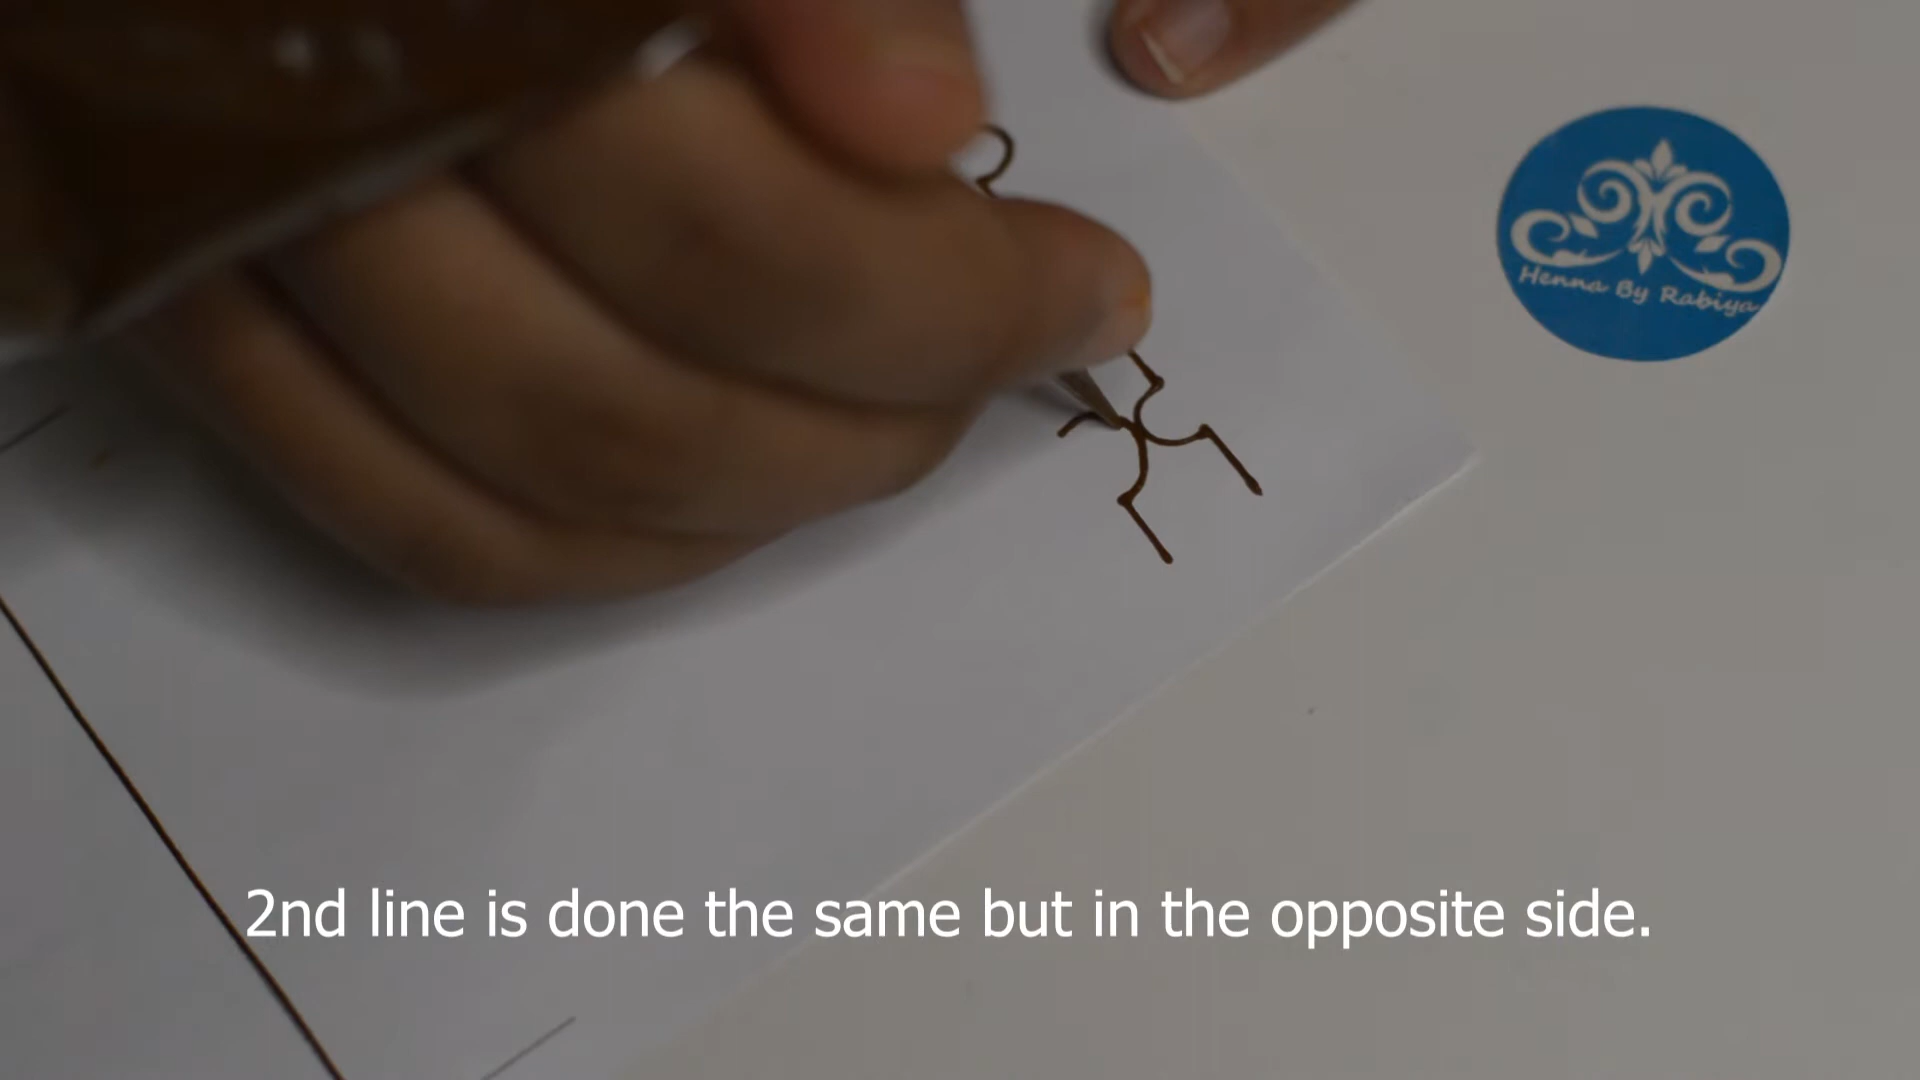 Henna By Rabiya
2nd line is done the same but in the opposite side.